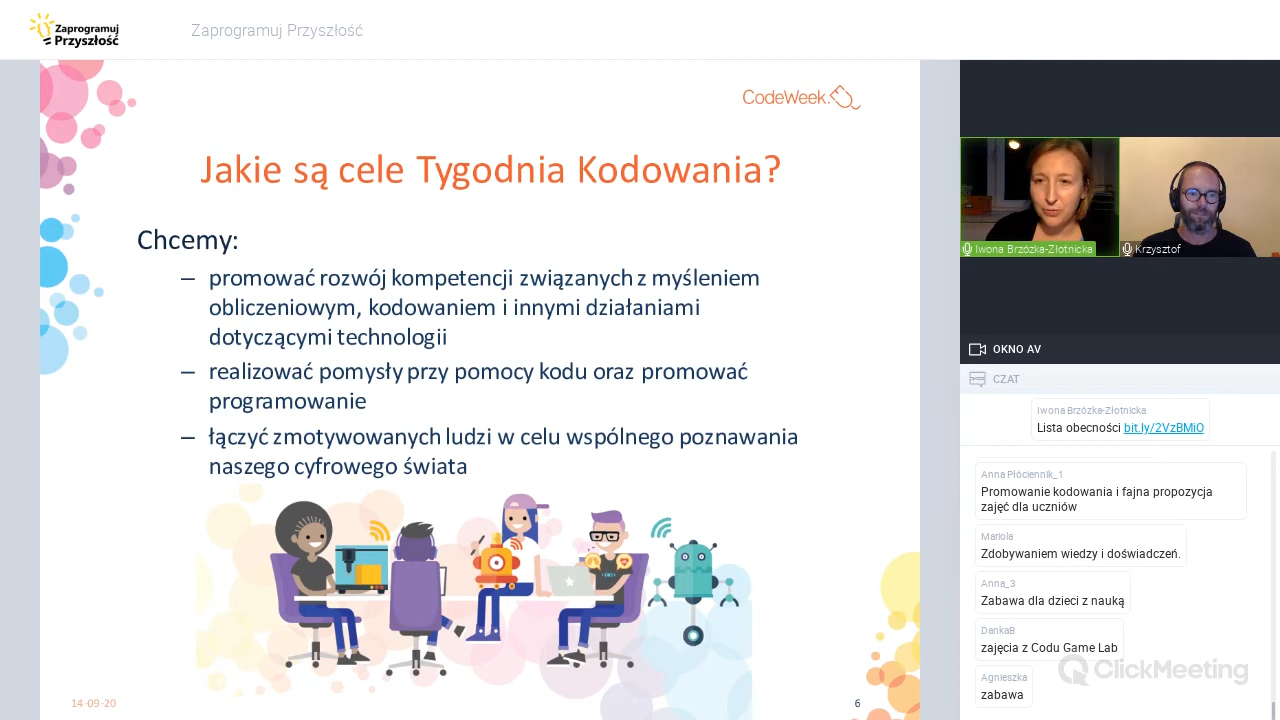 Zaprogramuj
Przyszłość
Zaprogramuj Przyszłość
CodeWeek.
Jakie są cele Tygodnia Kodowania?
Chcemy:
– promować rozwój kompetencji związanych z myśleniem
obliczeniowym, kodowaniem i innymi działaniami
dotyczącymi technologii
– realizować pomysły przy pomocy kodu oraz promować
programowanie
– łączyć zmotywowanych ludzi w celu wspólnego poznawania
naszego cyfrowego świata
14-09-20
6
Iwona Brzózka-Złotnicka
Krzysztof
OKNO AV
CZAT
Iwona Brzózka-Złotnicka
Lista obecności bit.ly/2VzBMiO
Anna Płóciennik_1
Promowanie kodowania i fajna propozycja
zajęć dla uczniów
Mariola
Zdobywaniem wiedzy i doświadczeń.
Anna_3
Zabawa dla dzieci z nauką
DankaB
zajęcia z Codu Game Lab
Agnieszka
zabawa
ClickMeeting